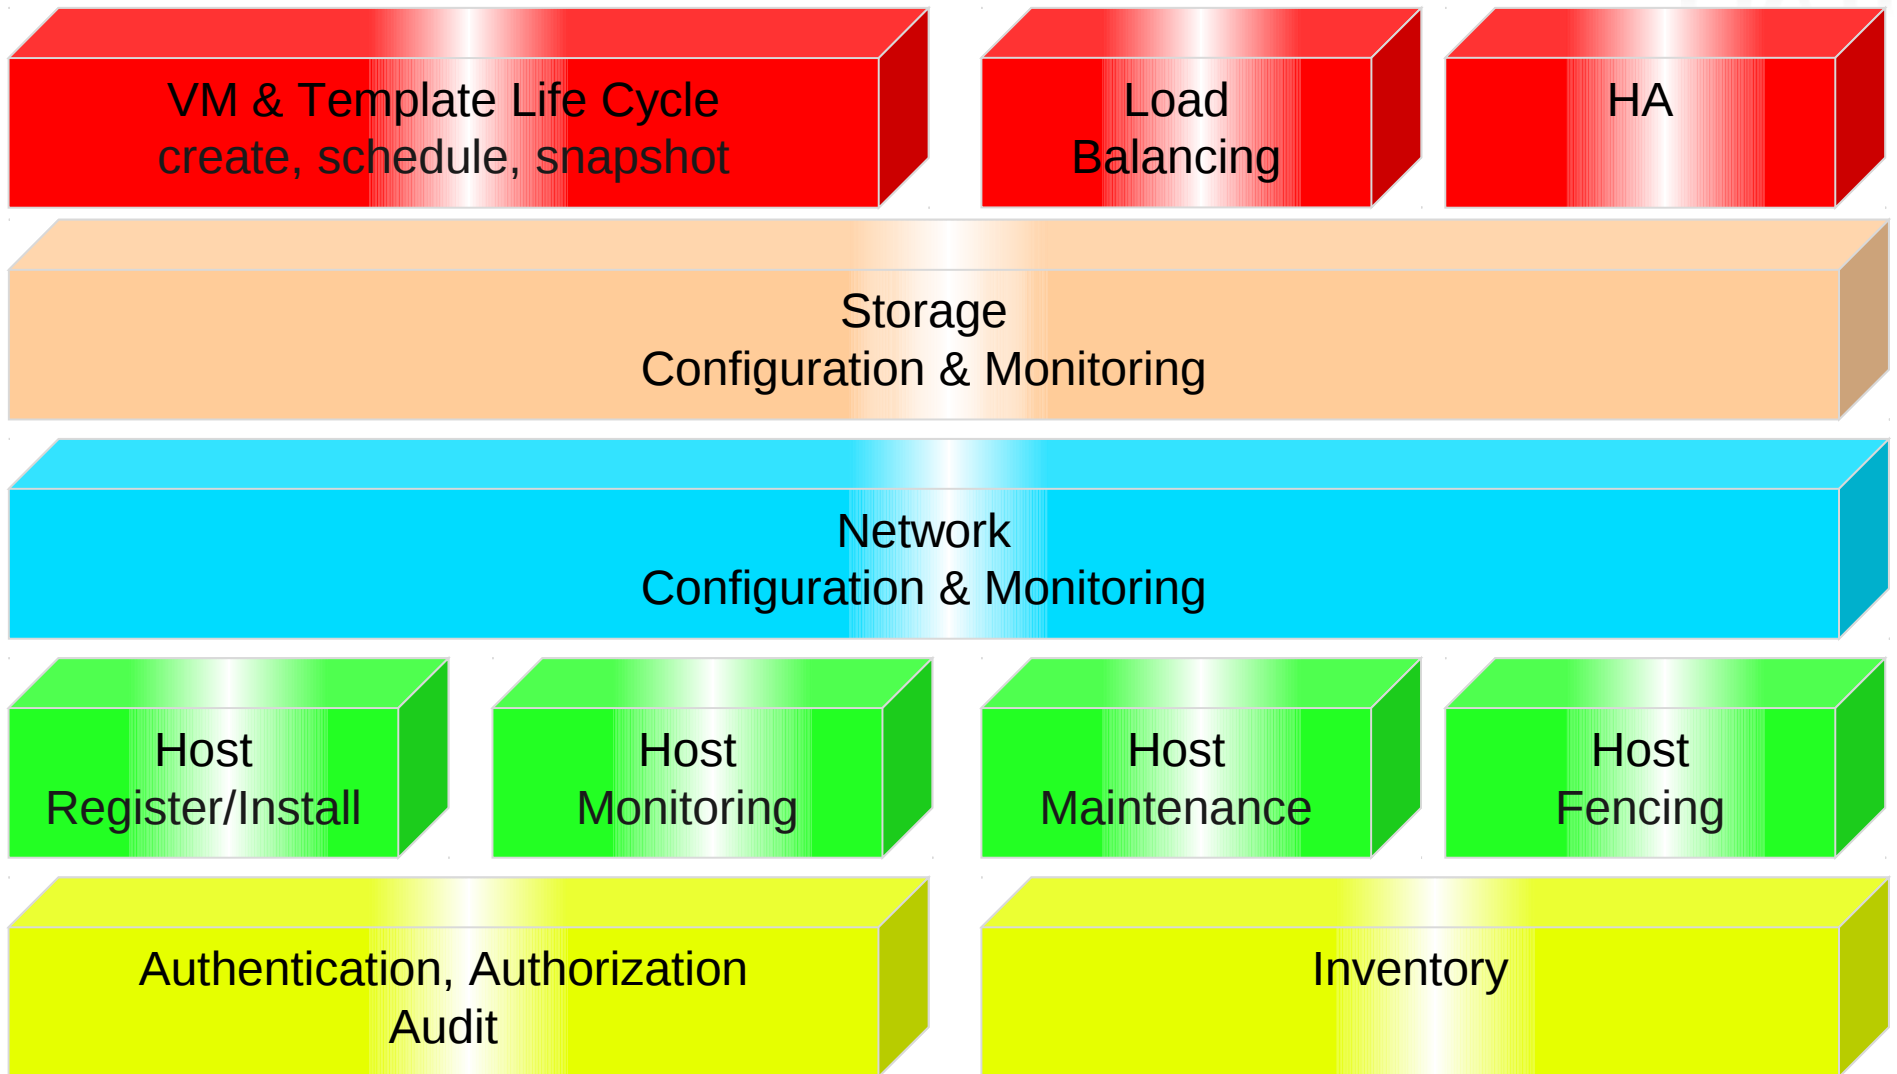 VM & Template Life Cycle
create, schedule, snapshot
Load
Balancing
HA
Storage
Configuration & Monitoring
Network
Configuration & Monitoring
Host
Register/Install
Host
Monitoring
Host
Maintenance
Host
Fencing
Authentication, Authorization
Audit
Inventory